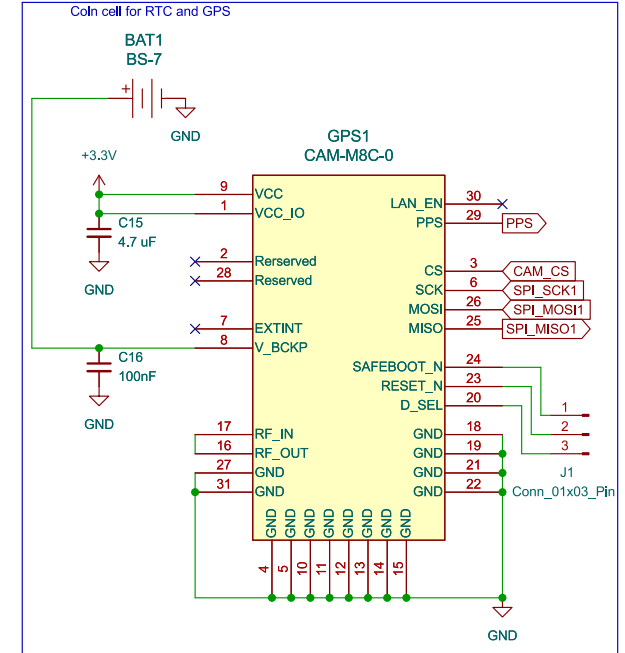 Coln cell for RTC and GPS
BAT1
BS-7
+
GND
GPS1
CAM-M8C-0
+3.3V
9 VCC
1 VCC_IO
LAN_EN 30
PPS 29 PPS
C15
4.7 uF
GND
2 Rerserved
28 Reserved
CS 3 CAM_CS
SCK 6 SPI_SCK1
MOSI 26 SPI_MOSI1
MISO 25 SPI_MISO1
7 EXTINT
8 V_BCKP
C16
100nF
GND
SAFEBOOT_N 24
RESET_N 23
D_SEL 20
1
2
3
J1
Conn_01x03_Pin
17 RF_IN
16 RF_OUT
27 GND
31 GND
GND 18
GND 19
GND 21
GND 22
GND GND GND GND GND GND GND GND
4 5 10 11 12 13 14 15
GND